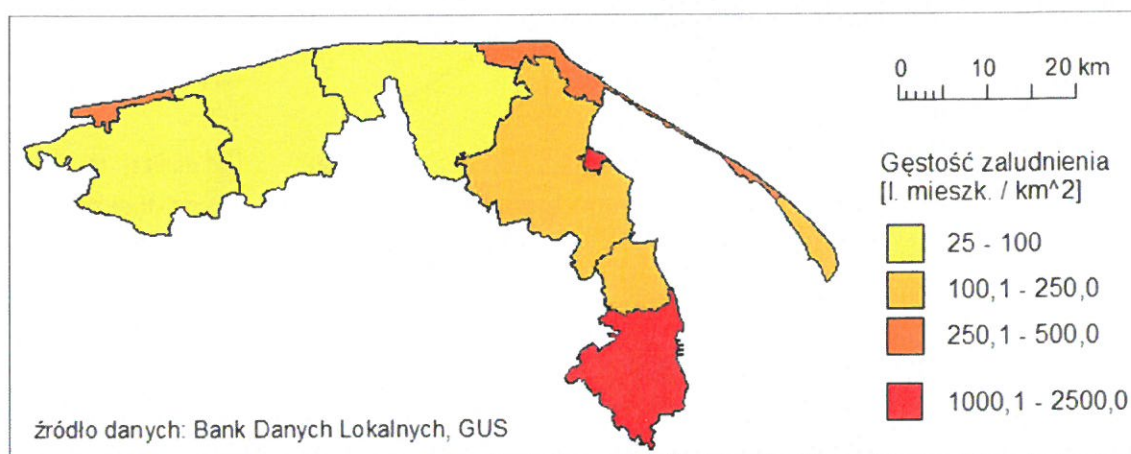 0 10 20 km
Gęstość zaludnienia
[l. mieszk. / km^2]
25 - 100
100,1 - 250,0
250,1 - 500,0
1000,1 - 2500,0
źródło danych: Bank Danych Lokalnych, GUS